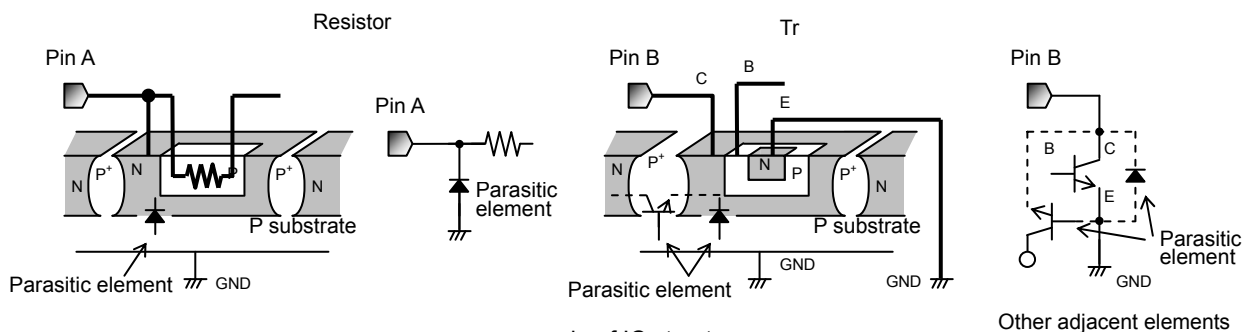 Resistor
Tr
Pin A
Pin A
N
P+
N
P
P+
N
Parasitic
element
P substrate
Parasitic element
GND
Pin B
C
B
E
N
P+
N
P
P+
N
P substrate
GND
Parasitic element
GND
Pin B
B
C
E
Parasitic
element
GND
Other adjacent elements